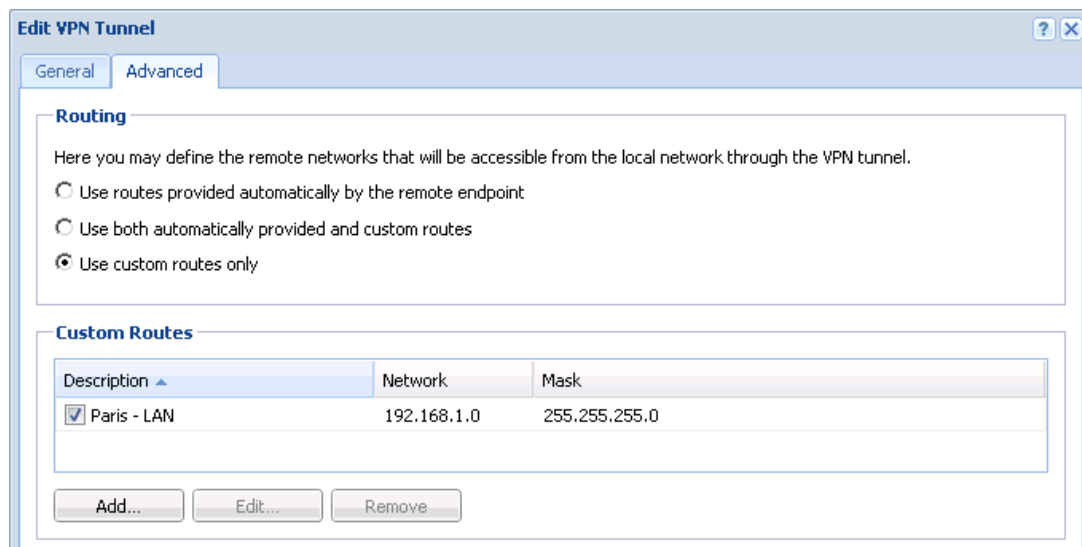 Edit VPN Tunnel ?
General Advanced
Routing
Here you may define the remote networks that will be accessible from the local network through the VPN tunnel.
Use routes provided automatically by the remote endpoint
Use both automatically provided and custom routes
Use custom routes only
Custom Routes
Description Network Mask
Paris - LAN 192.168.1.0 255.255.255.0
Add... Edit... Remove